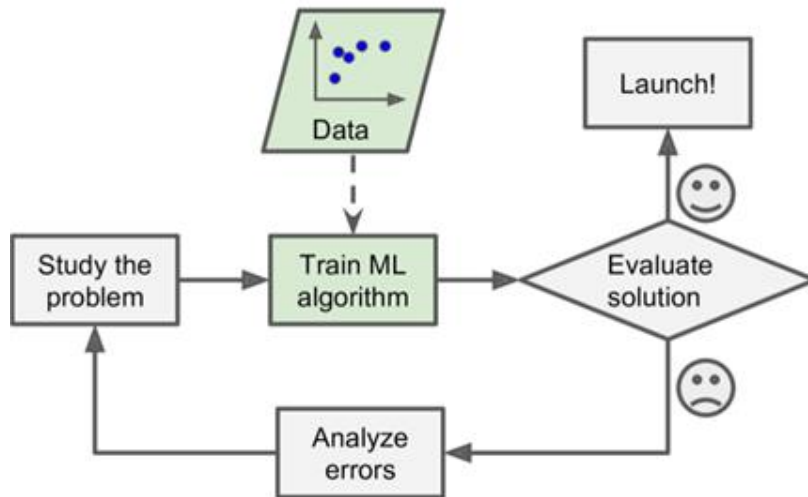 Data
Launch!
Study the
problem
Train ML
algorithm
Evaluate
solution
Analyze
errors